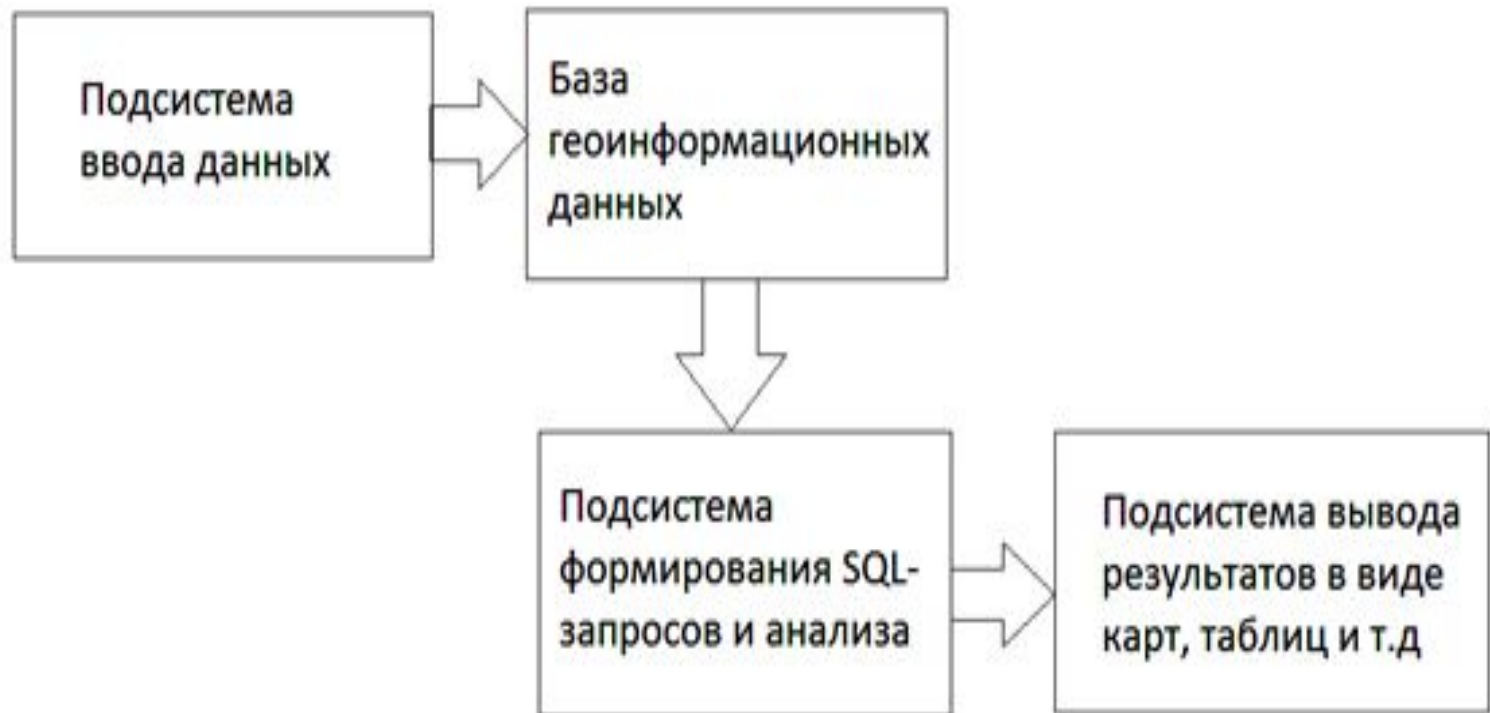 Подсистема
ввода данных
База
геоинформационных
данных
Подсистема
формирования SQL-
запросов и анализа
Подсистема вывода
результатов в виде
карт, таблиц и т.д